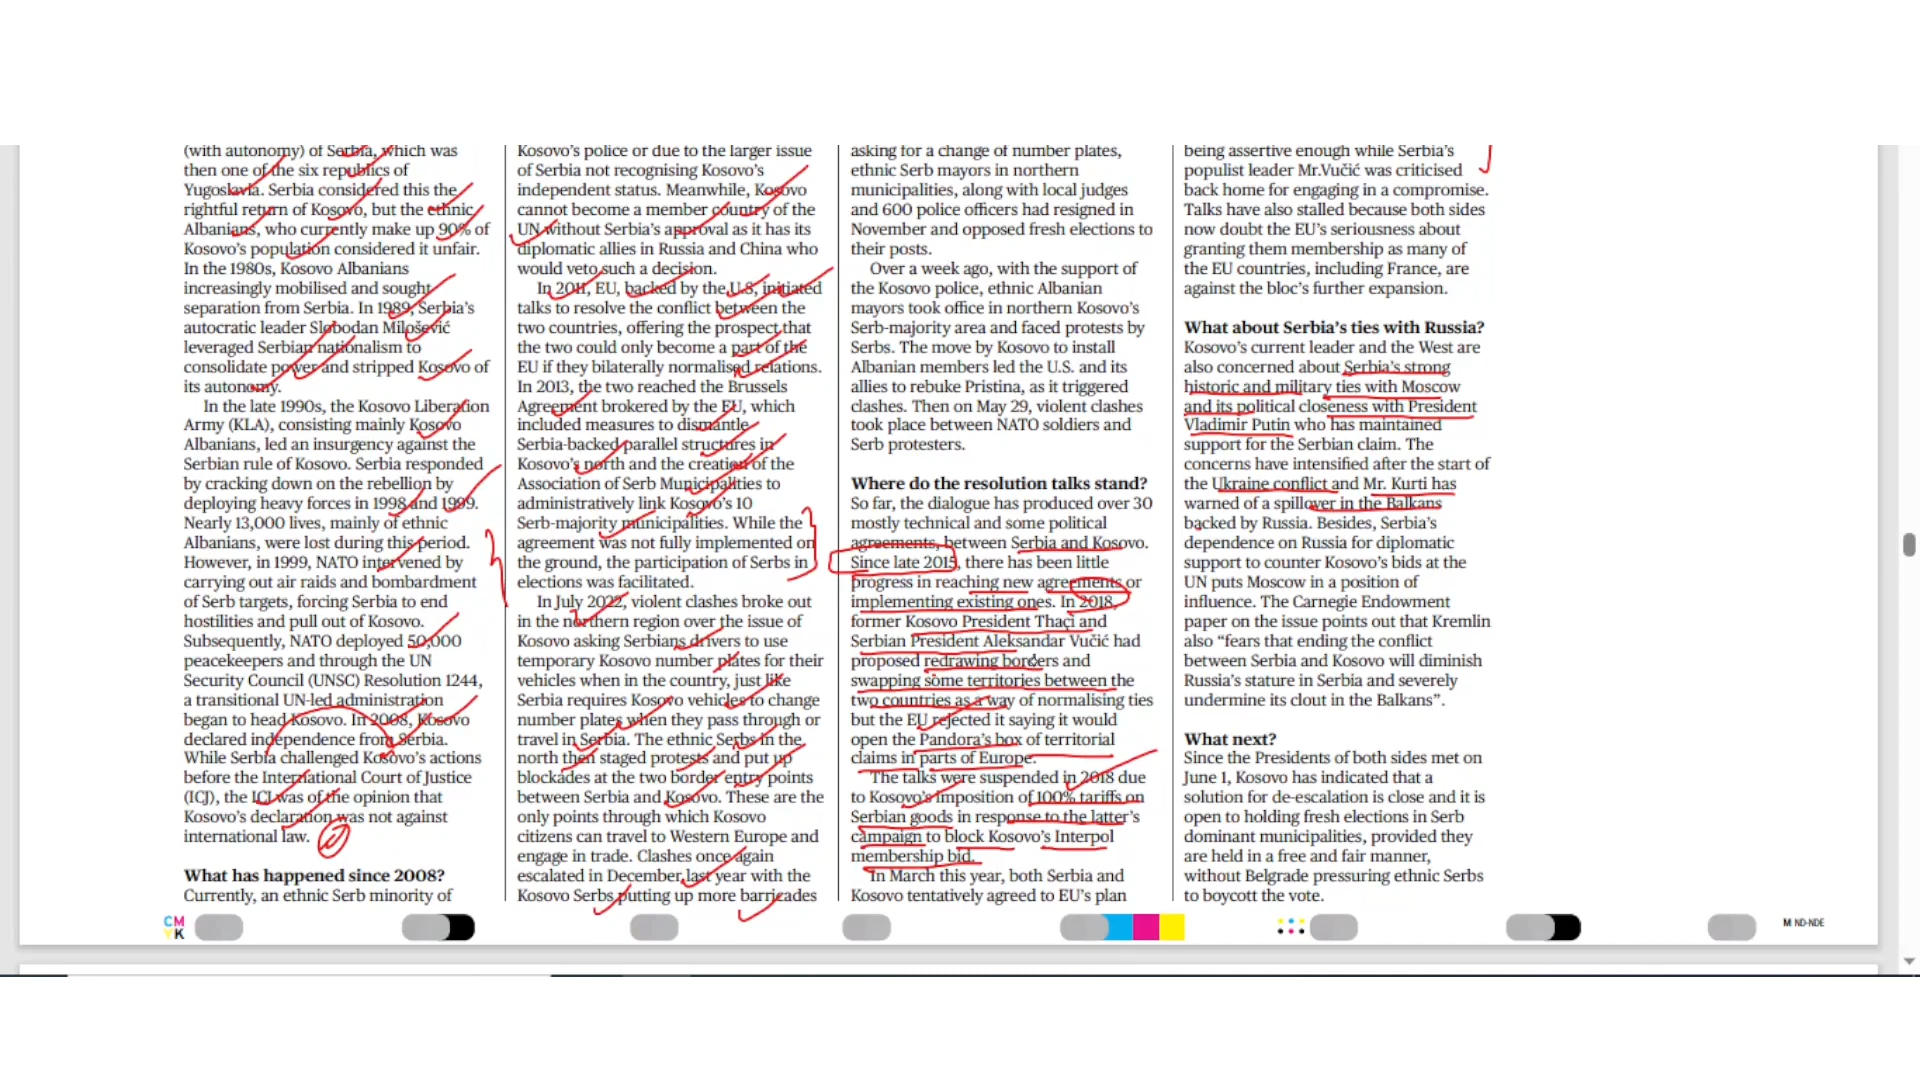 (with autonomy) of Serbia, which was
then one of the six republics of
Yugoslavia. Serbia considered this the
rightful return of Kosovo, but the ethnic
Albanians, who currently make up 90% of
Kosovo's population considered it unfair.
In the 1980s, Kosovo Albanians
increasingly mobilised and sought
separation from Serbia. In 1989, Serbia's
autocratic leader Slobodan Milošević
leveraged Serbian nationalism to
consolidate power and stripped Kosovo of
its autonomy.
In the late 1990s, the Kosovo Liberation
Army (KLA), consisting mainly Kosovo
Albanians, led an insurgency against the
Serbian rule of Kosovo. Serbia responded
by cracking down on the rebellion by
deploying heavy forces in 1998 and 1999.
Nearly 13,000 lives, mainly of ethnic
Albanians, were lost during this period.
However, in 1999, NATO intervened by
carrying out air raids and bombardment
of Serb targets, forcing Serbia to end
hostilities and pull out of Kosovo.
Subsequently, NATO deployed 50,000
peacekeepers and through the UN
Security Council (UNSC) Resolution 1244,
a transitional UN-led administration
began to head Kosovo. In 2008, Kosovo
declared independence from Serbia.
While Serbia challenged Kosovo's actions
before the International Court of Justice
(ICJ), the ICJ was of the opinion that
Kosovo's declaration was not against
international law.
What has happened since 2008?
Currently, an ethnic Serb minority of
Kosovo's police or due to the larger issue
of Serbia not recognising Kosovo's
independent status. Meanwhile, Kosovo
cannot become a member country of the
UN without Serbia's approval as it has its
diplomatic allies in Russia and China who
would veto such a decision.
In 2011, EU, backed by the U.S, initiated
talks to resolve the conflict between the
two countries, offering the prospect that
the two could only become a part of the
EU if they bilaterally normalised relations.
In 2013, the two reached the Brussels
Agreement brokered by the EU, which
included measures to dismantle
Serbia-backed parallel structures in
Kosovo's north and the creation of the
Association of Serb Municipalities to
administratively link Kosovo's 10
Serb-majority municipalities. While the
agreement was not fully implemented on
the ground, the participation of Serbs in
elections was facilitated.
In July 2022, violent clashes broke out
in the northern region over the issue of
Kosovo asking Serbians drivers to use
temporary Kosovo number plates for their
vehicles when in the country, just like
Serbia requires Kosovo vehicles to change
number plates when they pass through or
travel in Serbia. The ethnic Serbs in the
north then staged protests and put up
blockades at the two border entry points
between Serbia and Kosovo. These are the
only points through which Kosovo
citizens can travel to Western Europe and
engage in trade. Clashes once again
escalated in December last year with the
Kosovo Serbs putting up more barricades
asking for a change of number plates,
ethnic Serb mayors in northern
municipalities, along with local judges
and 600 police officers had resigned in
November and opposed fresh elections to
their posts.
Over a week ago, with the support of
the Kosovo police, ethnic Albanian
mayors took office in northern Kosovo's
Serb-majority area and faced protests by
Serbs. The move by Kosovo to install
Albanian members led the U.S. and its
allies to rebuke Pristina, as it triggered
clashes. Then on May 29, violent clashes
took place between NATO soldiers and
Serb protesters.
Where do the resolution talks stand?
So far, the dialogue has produced over 30
mostly technical and some political
agreements, between Serbia and Kosovo.
Since late 2015, there has been little
progress in reaching new agreements or
implementing existing ones. In 2018,
former Kosovo President Thaçi and
Serbian President Aleksandar Vučić had
proposed redrawing borders and
swapping some territories between the
two countries as a way of normalising ties
but the EU rejected it saying it would
open the Pandora's box of territorial
claims in parts of Europe.
The talks were suspended in 2018 due
to Kosovo's imposition of 100% tariffs on
Serbian goods in response to the latter's
campaign to block Kosovo's Interpol
membership bid.
In March this year, both Serbia and
Kosovo tentatively agreed to EU's plan
being assertive enough while Serbia's
populist leader Mr.Vučić was criticised
back home for engaging in a compromise.
Talks have also stalled because both sides
now doubt the EU's seriousness about
granting them membership as many of
the EU countries, including France, are
against the bloc's further expansion.
What about Serbia's ties with Russia?
Kosovo's current leader and the West are
also concerned about Serbia's strong
historic and military ties with Moscow
and its political closeness with President
Vladimir Putin who has maintained
support for the Serbian claim. The
concerns have intensified after the start of
the Ukraine conflict and Mr. Kurti has
warned of a spillover in the Balkans
backed by Russia. Besides, Serbia's
dependence on Russia for diplomatic
support to counter Kosovo's bids at the
UN puts Moscow in a position of
influence. The Carnegie Endowment
paper on the issue points out that Kremlin
also "fears that ending the conflict
between Serbia and Kosovo will diminish
Russia's stature in Serbia and severely
undermine its clout in the Balkans".
What next?
Since the Presidents of both sides met on
June 1, Kosovo has indicated that a
solution for de-escalation is close and it is
open to holding fresh elections in Serb
dominant municipalities, provided they
are held in a free and fair manner,
without Belgrade pressuring ethnic Serbs
to boycott the vote.
CM
YK
M ND-NDE